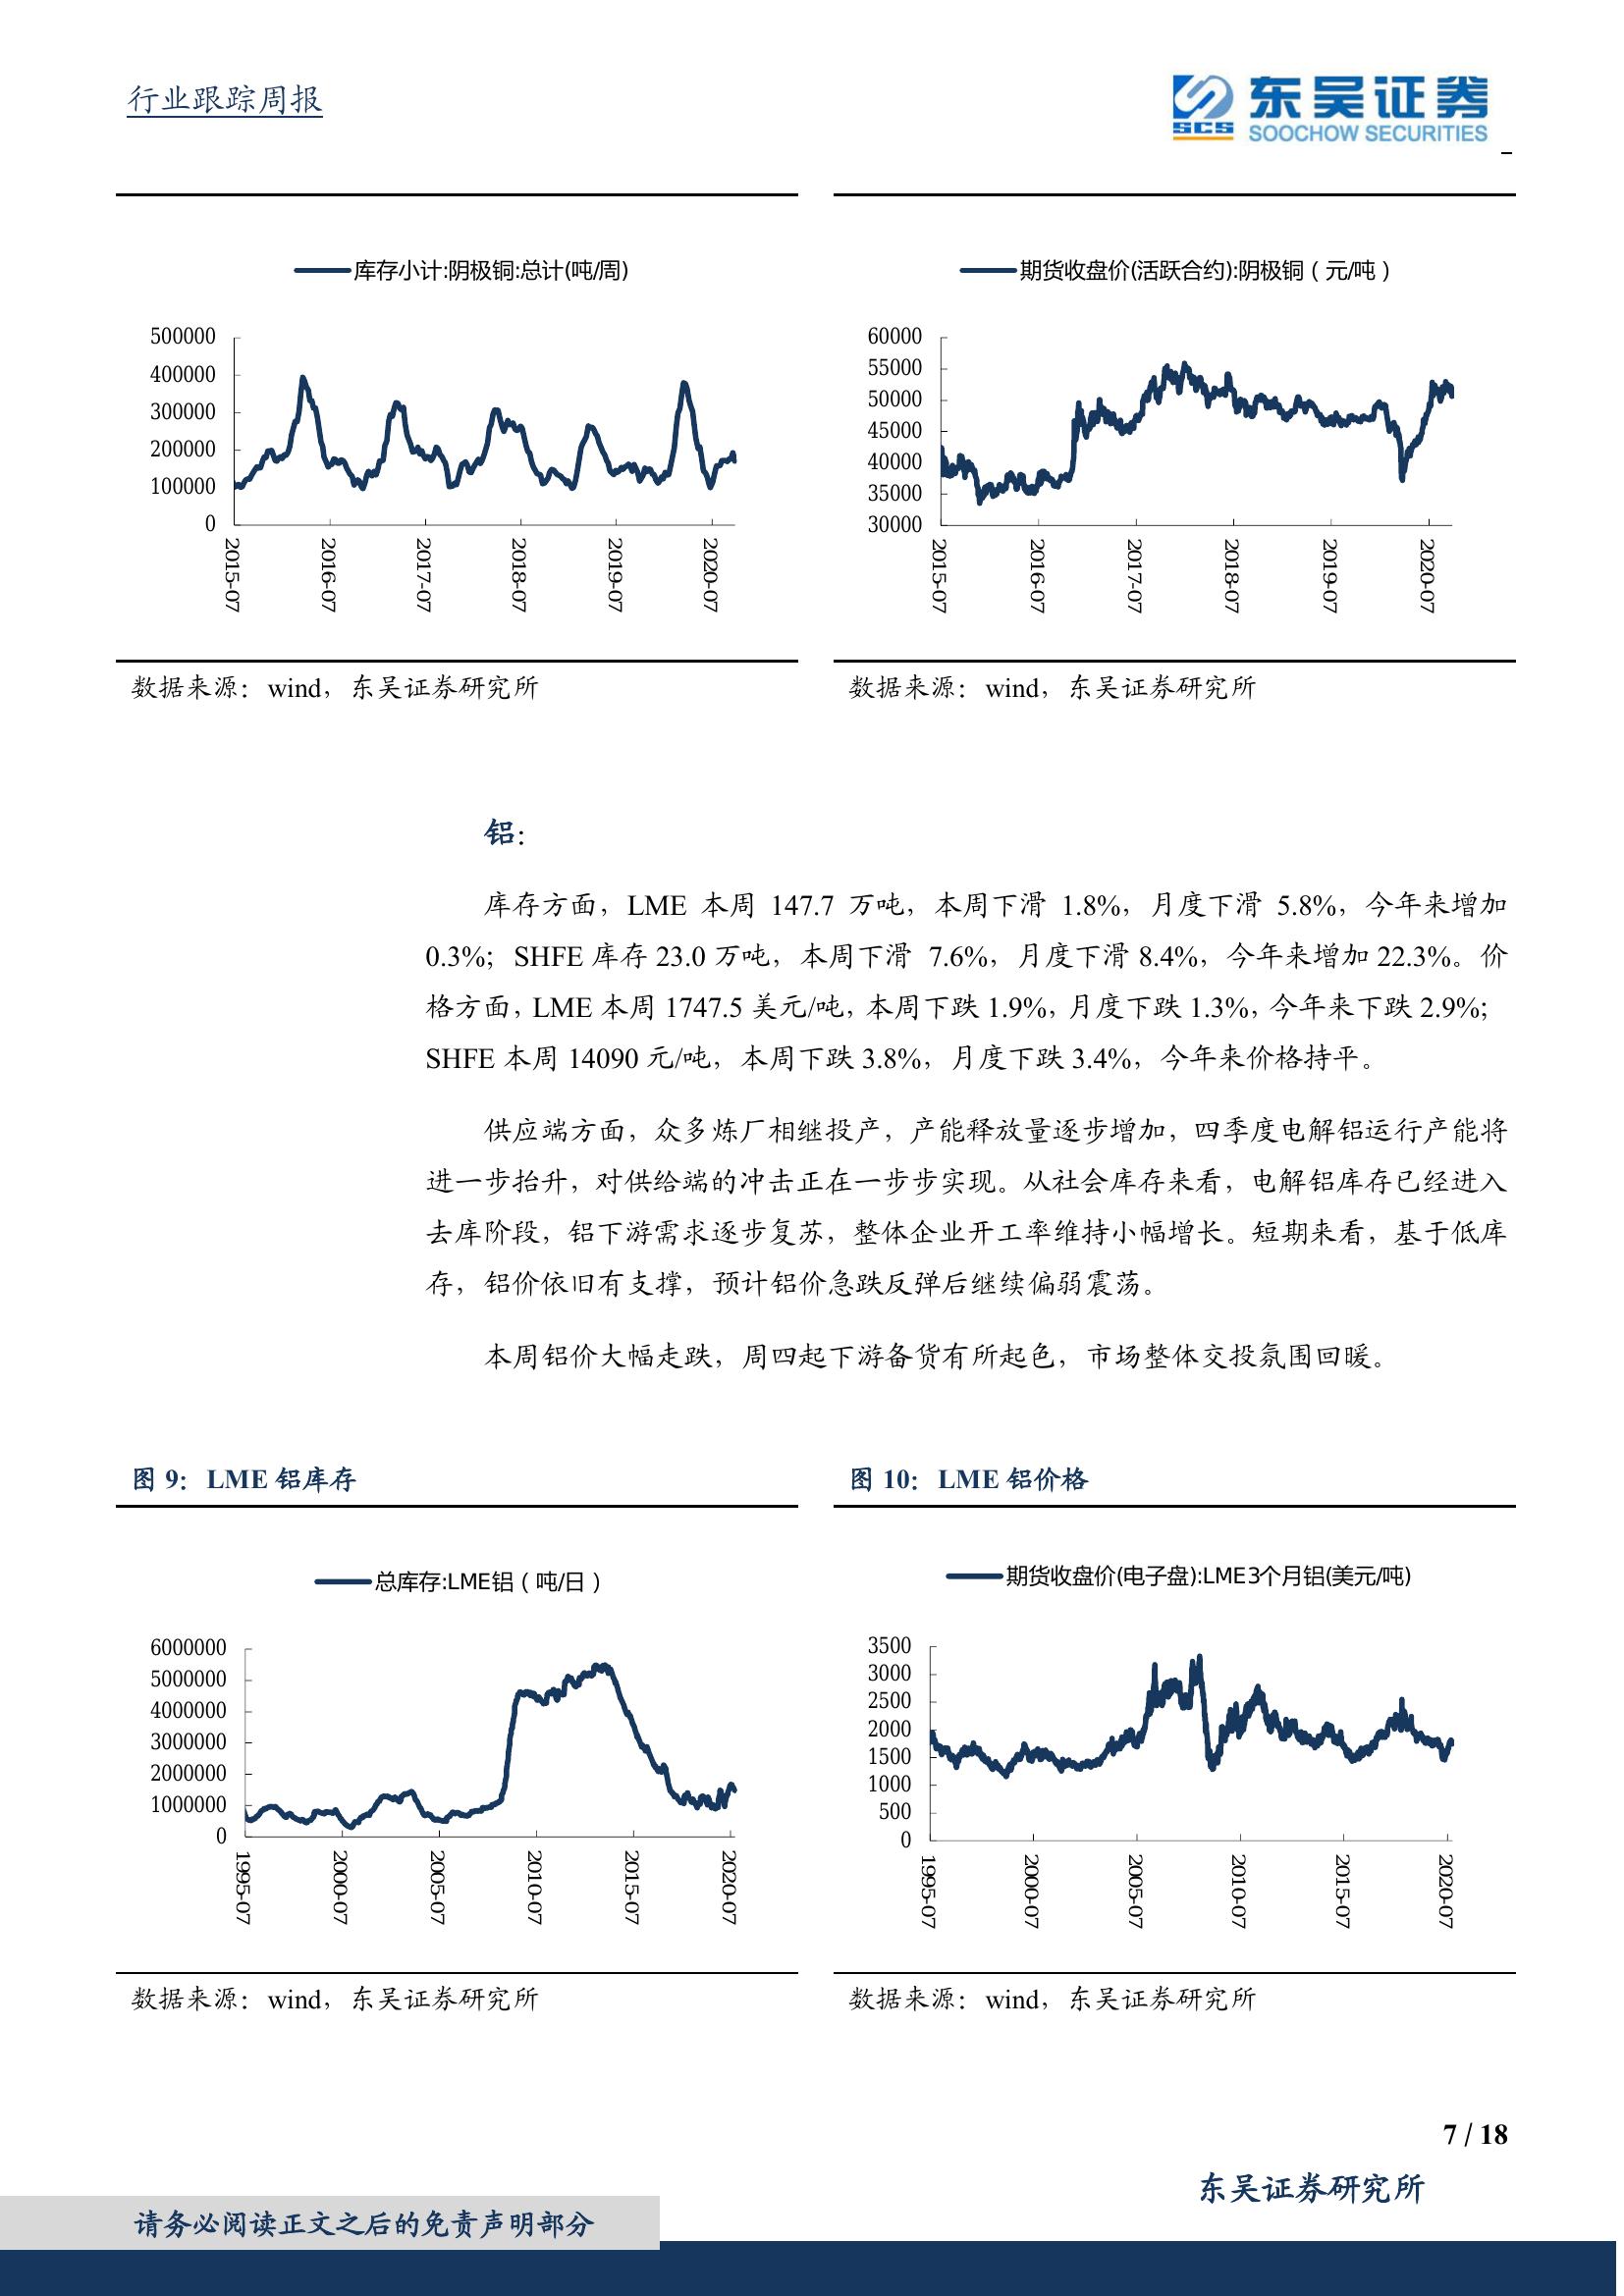 行业跟踪周报
东吴证券
SCS
SOOCHOW SECURITIES
库存小计:阴极铜:总计(吨/周)
500000
400000
300000
200000
100000
0
2015-07
2016-07
2017-07
2018-07
2019-07
2020-07
期货收盘价(活跃合约):阴极铜（元/吨）
60000
55000
50000
45000
40000
35000
30000
2015-07
2016-07
2017-07
2018-07
2019-07
2020-07
数据来源：wind，东吴证券研究所
数据来源：wind，东吴证券研究所
铝：
库存方面，LME 本周 147.7 万吨，本周下滑 1.8%，月度下滑 5.8%，今年来增加
0.3%；SHFE 库存 23.0 万吨，本周下滑 7.6%，月度下滑 8.4%，今年来增加 22.3%。价
格方面，LME 本周 1747.5 美元/吨，本周下跌 1.9%，月度下跌 1.3%，今年来下跌 2.9%；
SHFE 本周 14090 元/吨，本周下跌 3.8%，月度下跌 3.4%，今年来价格持平。
供应端方面，众多炼厂相继投产，产能释放量逐步增加，四季度电解铝运行产能将
进一步抬升，对供给端的冲击正在一步步实现。从社会库存来看，电解铝库存已经进入
去库阶段，铝下游需求逐步复苏，整体企业开工率维持小幅增长。短期来看，基于低库
存，铝价依旧有支撑，预计铝价急跌反弹后继续偏弱震荡。
本周铝价大幅走跌，周四起下游备货有所起色，市场整体交投氛围回暖。
图 9：LME 铝库存
图 10：LME 铝价格
总库存:LME铝（吨/日）
6000000
5000000
4000000
3000000
2000000
1000000
0
1995-07
2000-07
2005-07
2010-07
2015-07
2020-07
期货收盘价(电子盘):LME3个月铝(美元/吨)
3500
3000
2500
2000
1500
1000
500
0
1995-07
2000-07
2005-07
2010-07
2015-07
2020-07
数据来源：wind，东吴证券研究所
数据来源：wind，东吴证券研究所
7 / 18
东吴证券研究所
请务必阅读正文之后的免责声明部分